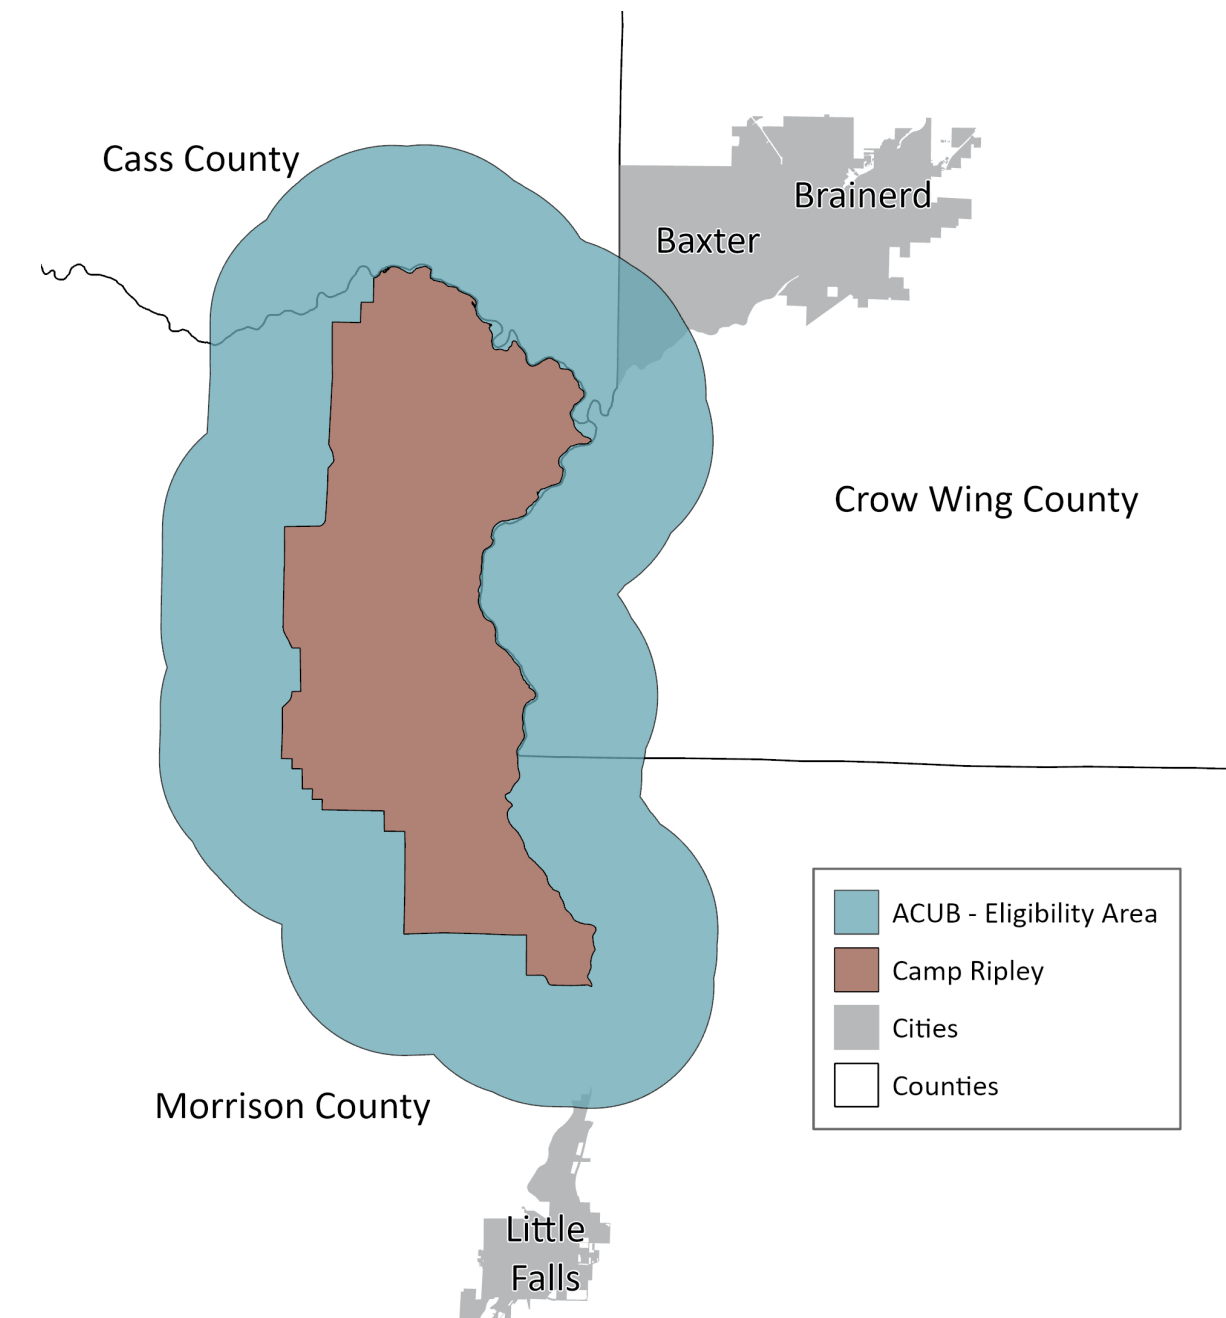 Cass County
Brainerd
Baxter
Crow Wing County
ACUB - Eligibility Area
Camp Ripley
Cities
Counties
Morrison County
Little
Falls